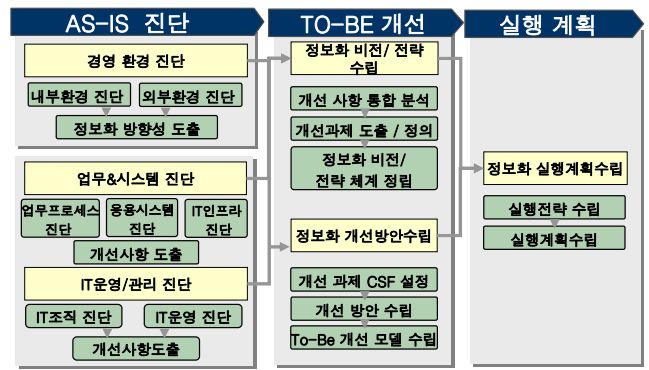 AS-IS 진단
경영 환경 진단
내부환경 진단
외부환경 진단
정보화 방향성 도출
업무&시스템 진단
업무프로세스
진단
응용시스템
진단
IT인프라
진단
개선사항 도출
IT운영/관리 진단
IT조직 진단
IT운영 진단
개선사항도출
TO-BE 개선
정보화 비전/ 전략
수립
개선 사항 통합 분석
개선과제 도출 / 정의
정보화 비전/
전략 체계 정립
정보화 개선방안수립
개선 과제 CSF 설정
개선 방안 수립
To-Be 개선 모델 수립
실행 계획
정보화 실행계획수립
실행전략 수립
실행계획수립